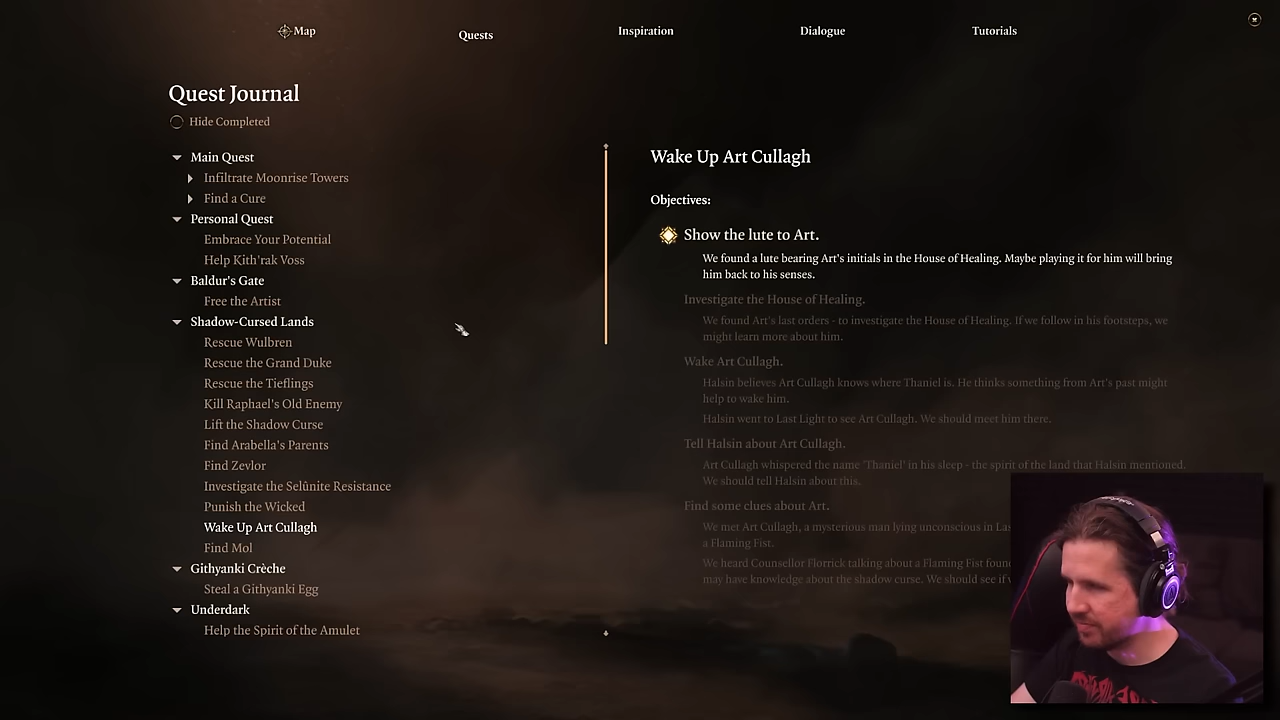 Map
Quests
Inspiration
Dialogue
Tutorials
Quest Journal
Hide Completed
Main Quest
Infiltrate Moonrise Towers
Find a Cure
Personal Quest
Embrace Your Potential
Help Kith'rak Voss
Baldur's Gate
Free the Artist
Shadow-Cursed Lands
Rescue Wulbren
Rescue the Grand Duke
Rescue the Tieflings
Kill Raphael's Old Enemy
Lift the Shadow Curse
Find Arabella's Parents
Find Zevlor
Investigate the Selûnite Resistance
Punish the Wicked
Wake Up Art Cullagh
Find Mol
Githyanki Crèche
Steal a Githyanki Egg
Underdark
Help the Spirit of the Amulet
Wake Up Art Cullagh
Objectives:
Show the lute to Art.
We found a lute bearing Art's initials in the House of Healing. Maybe playing it for him will bring
him back to his senses.
Investigate the House of Healing.
We found Art's last orders - to investigate the House of Healing. If we follow in his footsteps, we
might learn more about him.
Wake Art Cullagh.
Halsin believes Art Cullagh knows where Thaniel is. He thinks something from Art's past might
help to wake him.
Halsin went to Last Light to see Art Cullagh. We should meet him there.
Tell Halsin about Art Cullagh.
Art Cullagh whispered the name 'Thaniel' in his sleep - the spirit of the land that Halsin mentioned.
We should tell Halsin about this.
Find some clues about Art.
We met Art Cullagh, a mysterious man lying unconscious in Las
a Flaming Fist.
We heard Counsellor Florrick talking about a Flaming Fist foun
may have knowledge about the shadow curse. We should see if